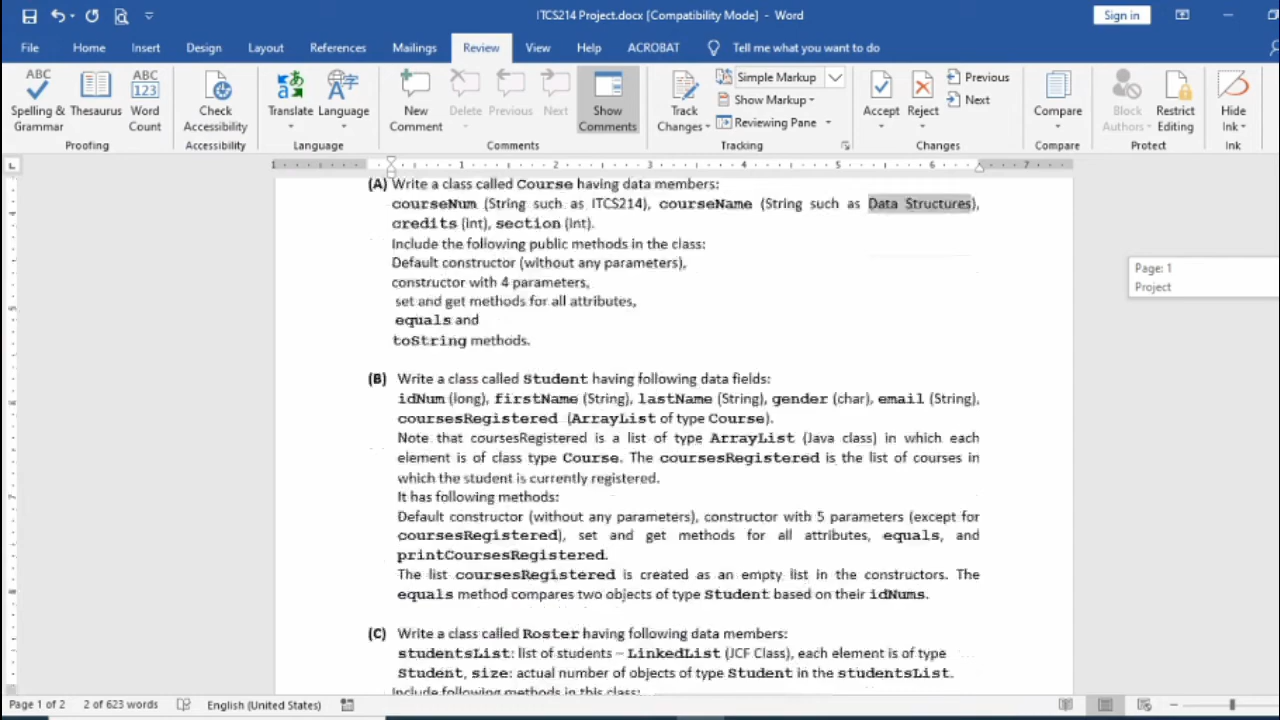 ITCS214 Project.docx [Compatibility Mode] - Word
Sign in
File Home Insert Design Layout References Mailings Review View Help ACROBAT Tell me what you want to do
ABC
ABC
123
Spelling & Grammar
Thesaurus
Word Count
Check Accessibility
Translate
Language
New Comment
Delete
Previous
Next
Show Comments
Track Changes
Simple Markup
Show Markup
Reviewing Pane
Accept
Reject
Previous
Next
Compare
Block Authors
Restrict Editing
Hide Ink
Proofing Accessibility Language Comments Tracking Changes Compare Protect Ink
1 1 2 3 4 5 6 7
(A) Write a class called Course having data members:
courseNum (String such as ITCS214), courseName (String such as Data Structures),
credits (int), section (int).
Include the following public methods in the class:
Default constructor (without any parameters),
constructor with 4 parameters,
set and get methods for all attributes,
equals and
toString methods.
(B) Write a class called Student having following data fields:
idNum (long), firstName (String), lastName (String), gender (char), email (String),
coursesRegistered (ArrayList of type Course).
Note that coursesRegistered is a list of type ArrayList (Java class) in which each
element is of class type Course. The coursesRegistered is the list of courses in
which the student is currently registered.
It has following methods:
Default constructor (without any parameters), constructor with 5 parameters (except for
coursesRegistered), set and get methods for all attributes, equals, and
printCoursesRegistered.
The list coursesRegistered is created as an empty list in the constructors. The
equals method compares two objects of type Student based on their idNums.
(C) Write a class called Roster having following data members:
studentsList: list of students – LinkedList (JCF Class), each element is of type
Student, size: actual number of objects of type Student in the studentsList.
Include following methods in this class:
Page: 1
Project
Page 1 of 2 2 of 623 words English (United States)